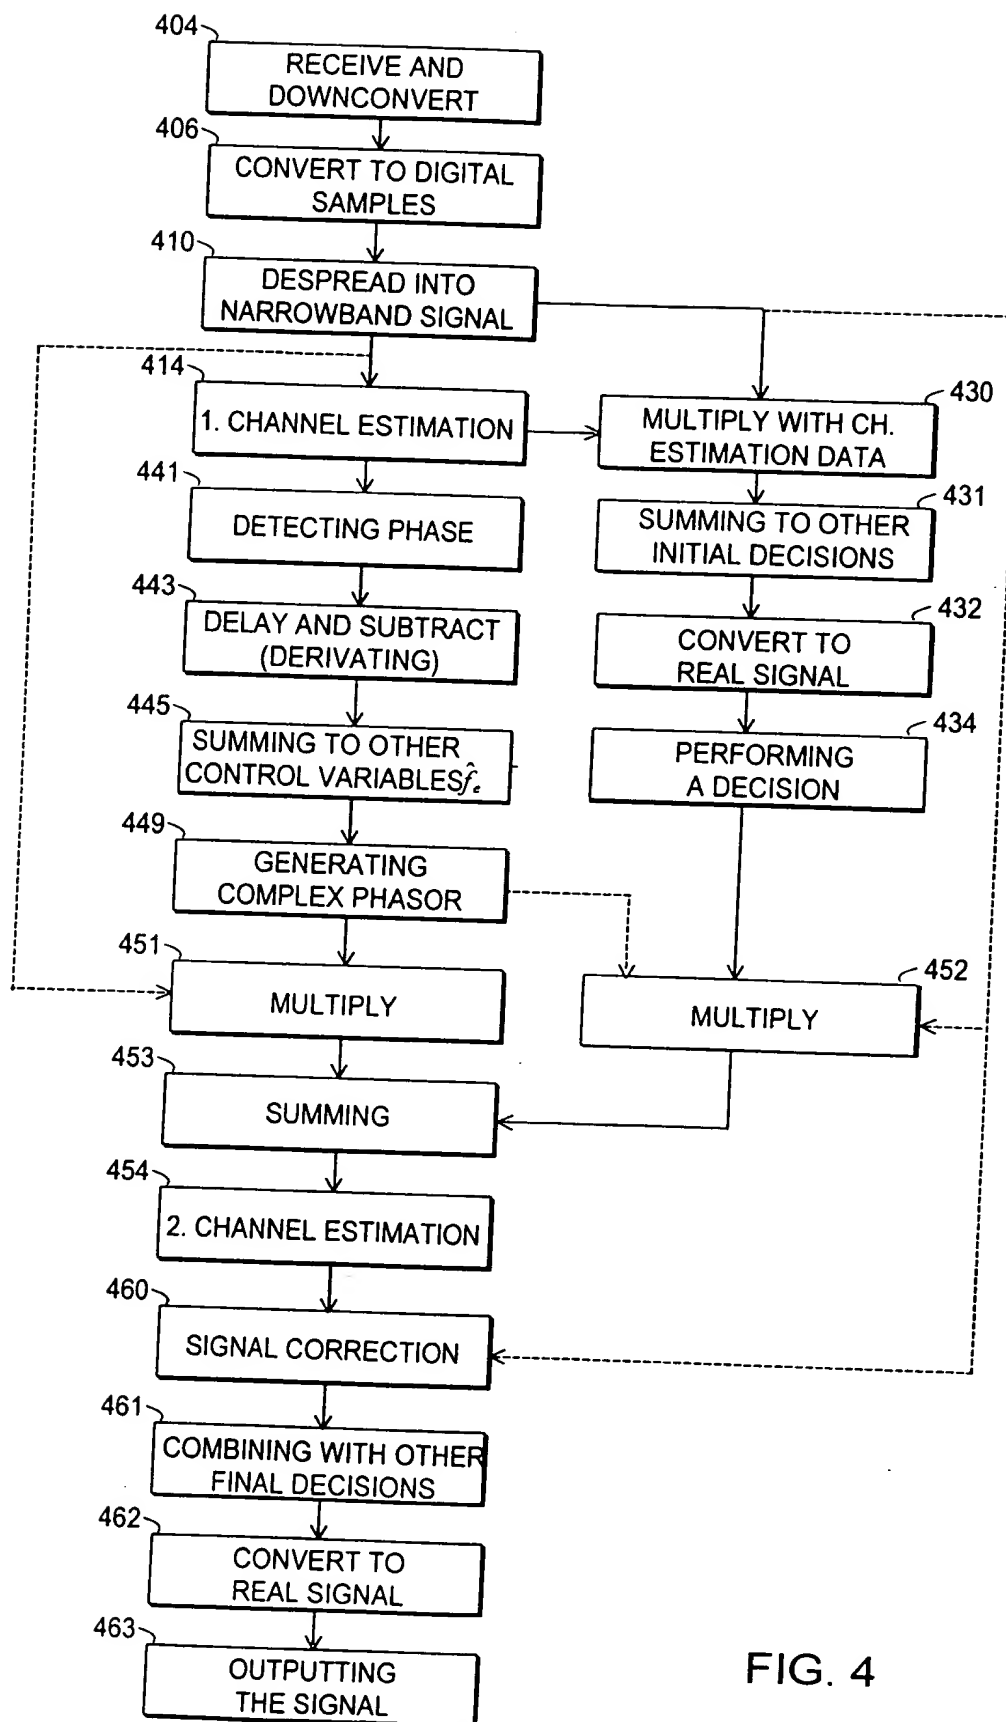 404
RECEIVE AND
DOWNCONVERT
406
CONVERT TO DIGITAL
SAMPLES
410
DESPREAD INTO
NARROWBAND SIGNAL
414
1. CHANNEL ESTIMATION
430
MULTIPLY WITH CH.
ESTIMATION DATA
441
DETECTING PHASE
431
SUMMING TO OTHER
INITIAL DECISIONS
443
DELAY AND SUBTRACT
(DERIVATING)
432
CONVERT TO
REAL SIGNAL
445
SUMMING TO OTHER
CONTROL VARIABLES f̂e
434
PERFORMING
A DECISION
449
GENERATING
COMPLEX PHASOR
451
MULTIPLY
452
MULTIPLY
453
SUMMING
454
2. CHANNEL ESTIMATION
460
SIGNAL CORRECTION
461
COMBINING WITH OTHER
FINAL DECISIONS
462
CONVERT TO
REAL SIGNAL
463
OUTPUTTING
THE SIGNAL
FIG. 4